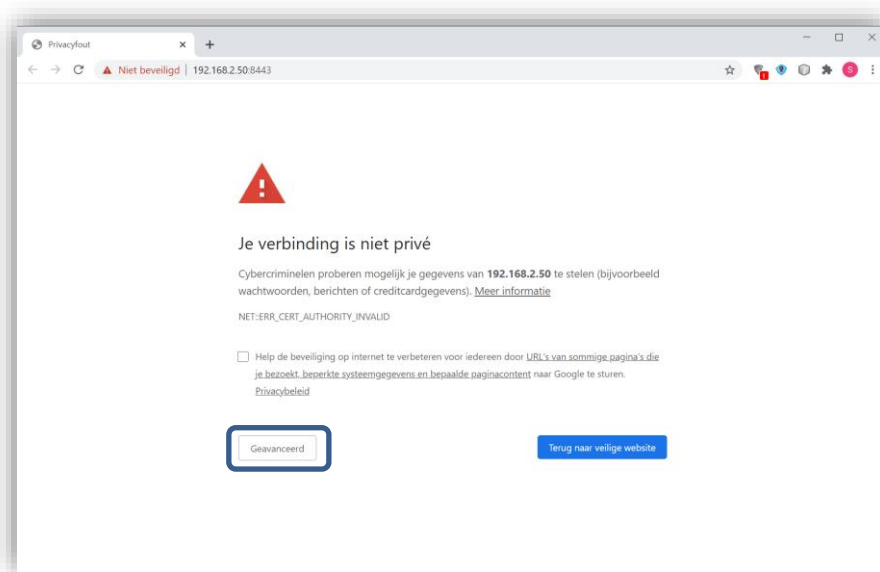 Privacyfout
Niet beveiligd | 192.168.2.50:8443
S
Je verbinding is niet privé
Cybercriminelen proberen mogelijk je gegevens van 192.168.2.50 te stelen (bijvoorbeeld
wachtwoorden, berichten of creditcardgegevens). Meer informatie
NET::ERR_CERT_AUTHORITY_INVALID
Help de beveiliging op internet te verbeteren voor iedereen door URL's van sommige pagina's die
je bezoekt, beperkte systeemgegevens en bepaalde paginacontent naar Google te sturen.
Privacybeleid
Geavanceerd
Terug naar veilige website